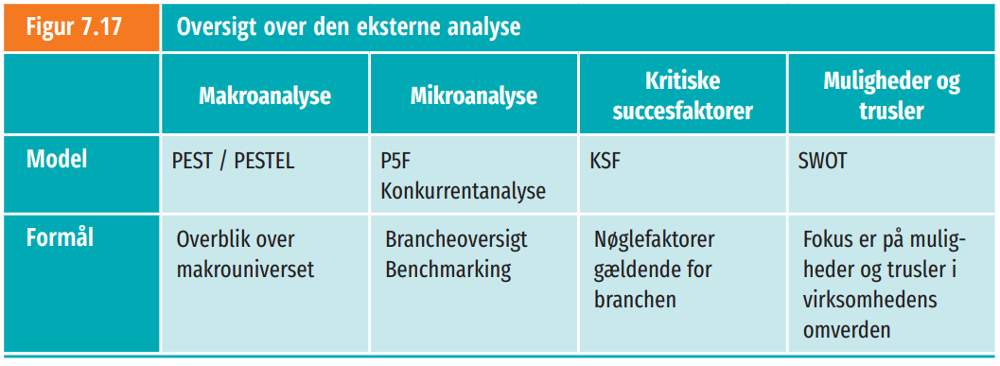 Figur 7.17
Oversigt over den eksterne analyse
Makroanalyse
Mikroanalyse
Kritiske
succesfaktorer
Muligheder og
trusler
Model
PEST / PESTEL
P5F
Konkurrentanalyse
KSF
SWOT
Formål
Overblik over
makrouniverset
Brancheoversigt
Benchmarking
Nøglefaktorer
gældende for
branchen
Fokus er på mulig-
heder og trusler i
virksomhedens
omverden